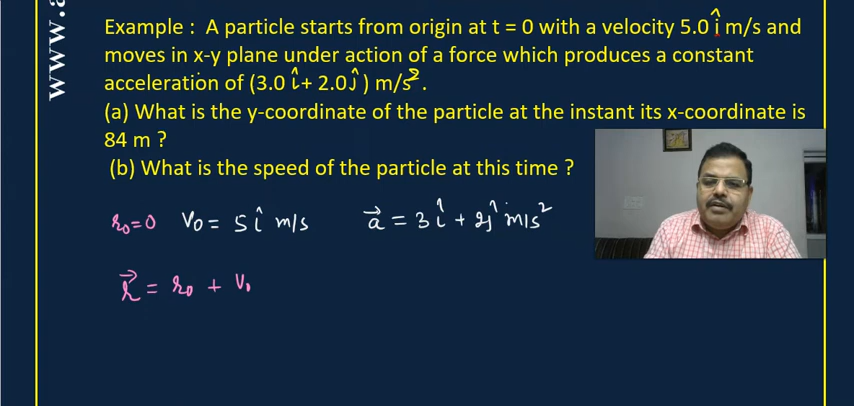 www.a
Example : A particle starts from origin at t = 0 with a velocity 5.0 î m/s and
moves in x-y plane under action of a force which produces a constant
acceleration of (3.0 î + 2.0 ĵ ) m/s².
(a) What is the y-coordinate of the particle at the instant its x-coordinate is
84 m ?
(b) What is the speed of the particle at this time ?
r₀=0 v₀ = 5 î m/s a⃗ = 3 î + 2ĵ m/s²
r⃗ = r₀ + v₀